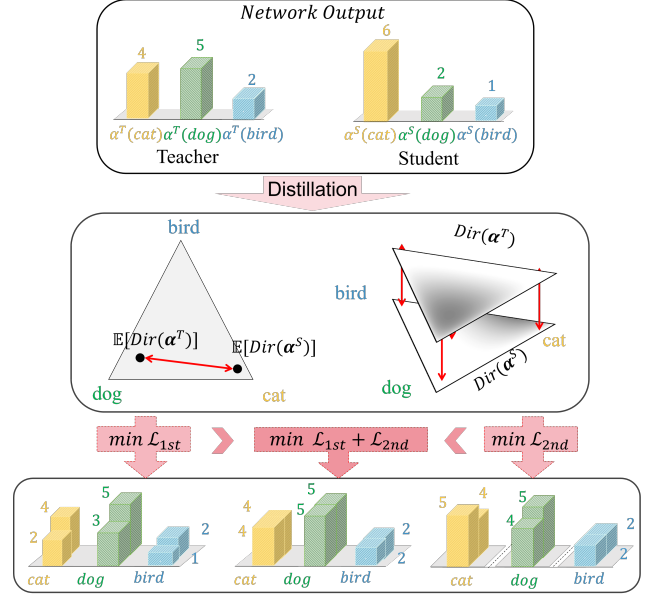 Network Output
4 5 2
6 2 1
α^T(cat) α^T(dog) α^T(bird)
α^S(cat) α^S(dog) α^S(bird)
Teacher
Student
Distillation
bird
𝔼[Dir(α^T)]
𝔼[Dir(α^S)]
dog
cat
Dir(α^T)
bird
cat
Dir(α^S)
dog
min ℒ_1st
min ℒ_1st + ℒ_2nd
min ℒ_2nd
2 4 3 5 1 2
cat dog bird
4 4 5 5 2 2
cat dog bird
5 4 4 5 2 2
cat dog bird